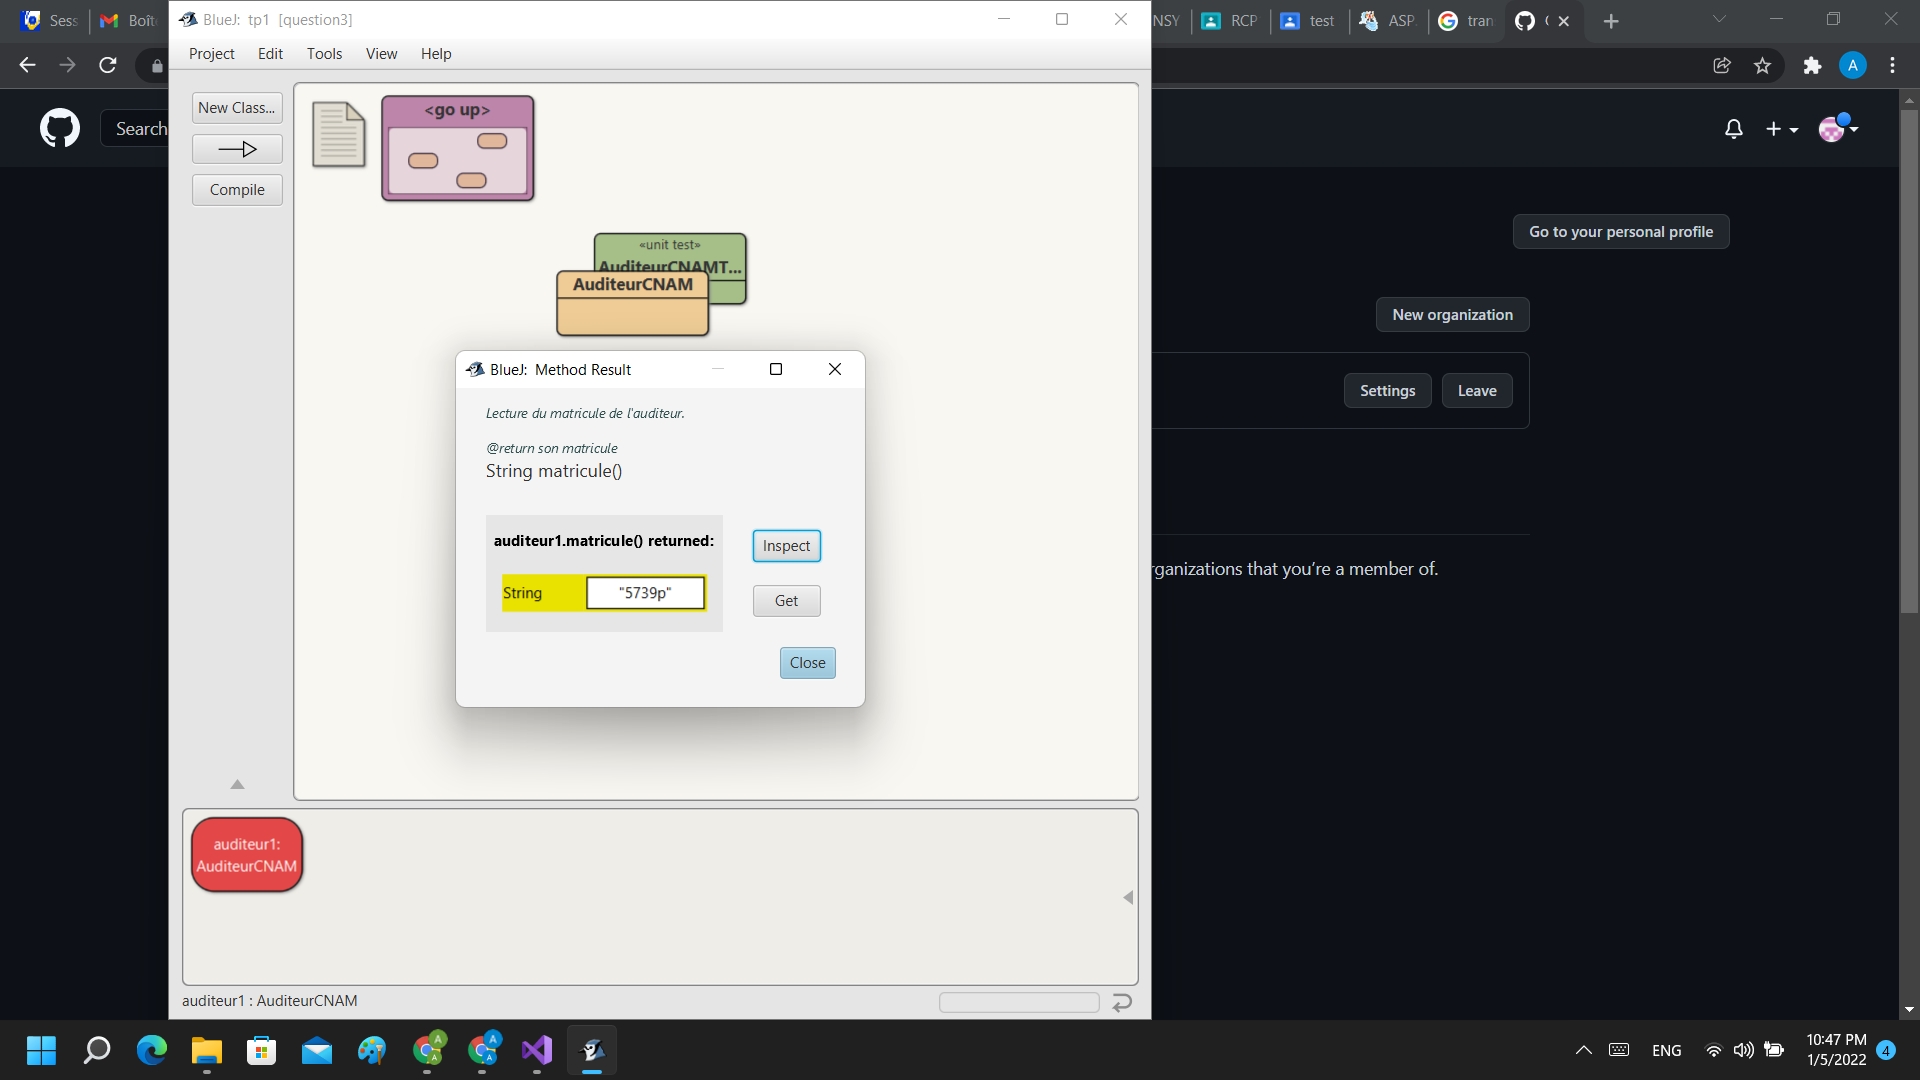 Sess
Boît
BlueJ: tp1 [question3]
NSY
RCP
test
ASP.
tran
Project Edit Tools View Help
A
New Class...
Compile
<go up>
«unit test»
AuditeurCNAMT...
AuditeurCNAM
Search
Go to your personal profile
New organization
Settings
Leave
rganizations that you’re a member of.
BlueJ: Method Result
Lecture du matricule de l'auditeur.
@return son matricule
String matricule()
auditeur1.matricule() returned:
String
"5739p"
Inspect
Get
Close
auditeur1:
AuditeurCNAM
auditeur1 : AuditeurCNAM
A
A
A
A
ENG
10:47 PM
1/5/2022
4